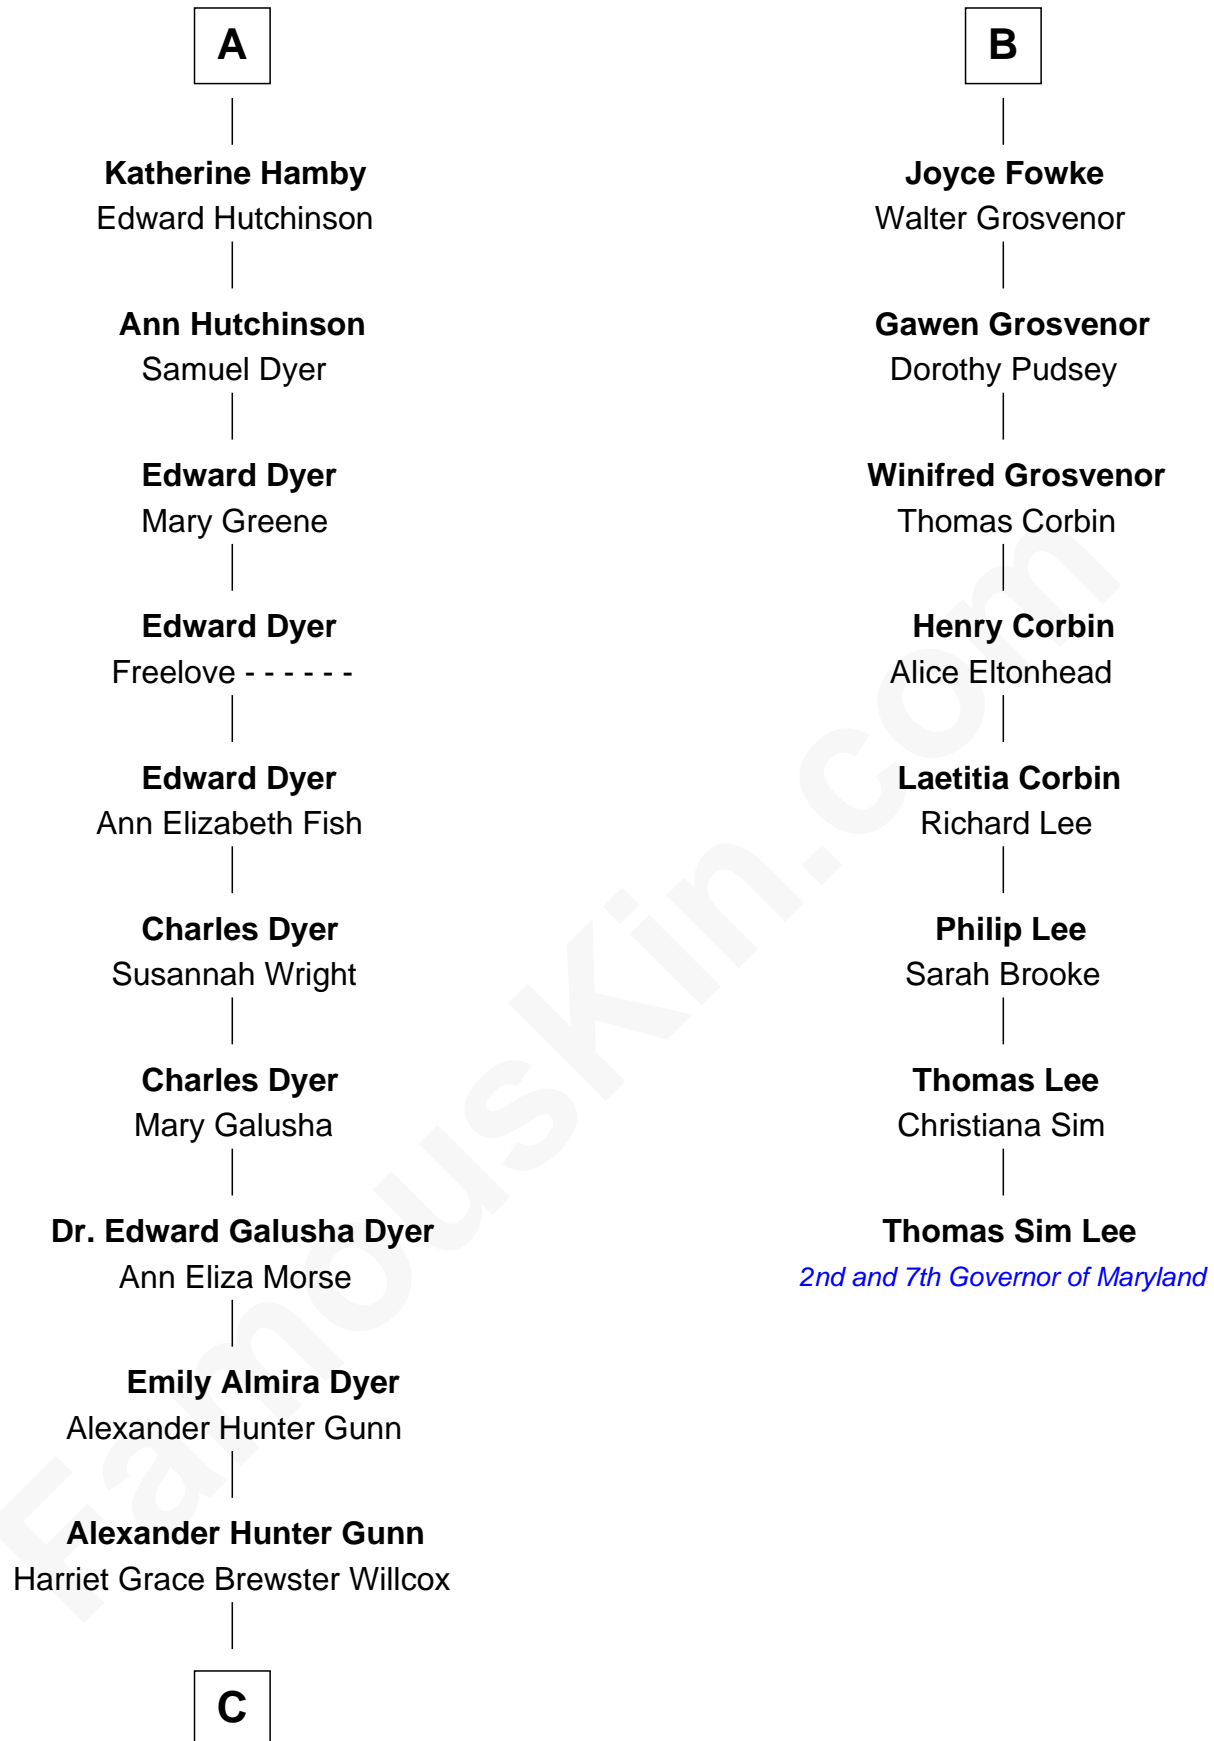 A
Katherine Hamby
Edward Hutchinson
Ann Hutchinson
Samuel Dyer
Edward Dyer
Mary Greene
Edward Dyer
Freelove - - - - - -
Edward Dyer
Ann Elizabeth Fish
Charles Dyer
Susannah Wright
Charles Dyer
Mary Galusha
Dr. Edward Galusha Dyer
Ann Eliza Morse
Emily Almira Dyer
Alexander Hunter Gunn
Alexander Hunter Gunn
Harriet Grace Brewster Willcox
C
B
Joyce Fowke
Walter Grosvenor
Gawen Grosvenor
Dorothy Pudsey
Winifred Grosvenor
Thomas Corbin
Henry Corbin
Alice Eltonhead
Laetitia Corbin
Richard Lee
Philip Lee
Sarah Brooke
Thomas Lee
Christiana Sim
Thomas Sim Lee
2nd and 7th Governor of Maryland
FamousKin.com